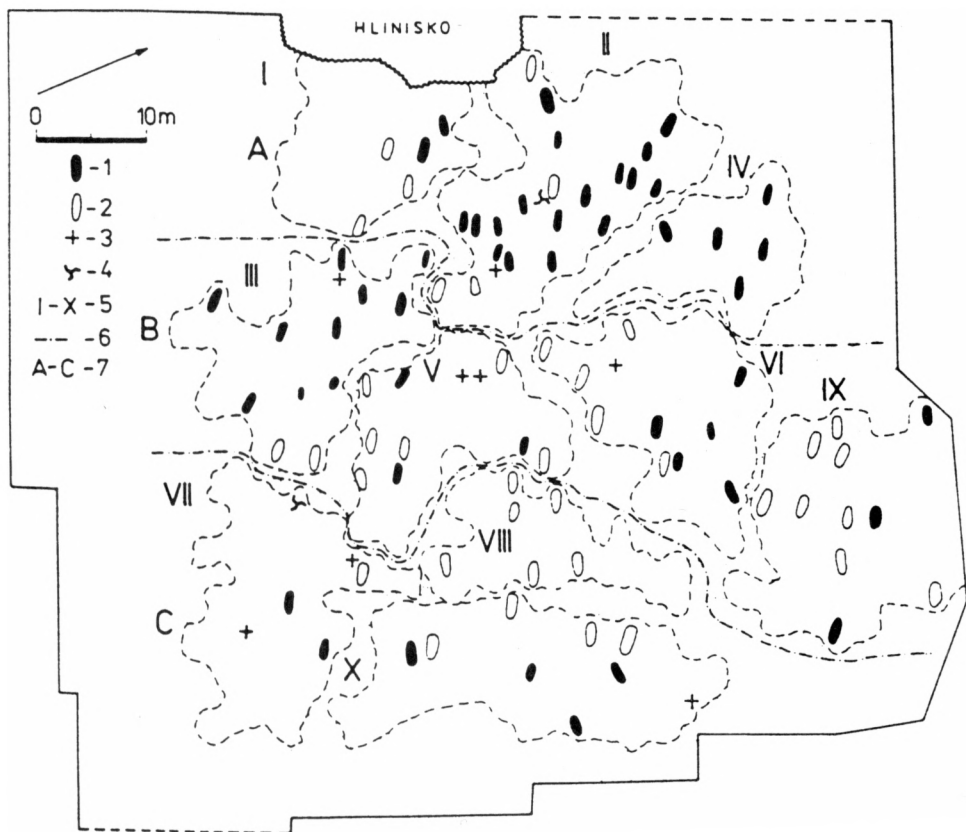 HLINISKO
I
II
0 10m
A
-1
IV
-2
-3
III
-4
I-X-5
B
-6
V
VI
A-C-7
IX
VII
VIII
C
X